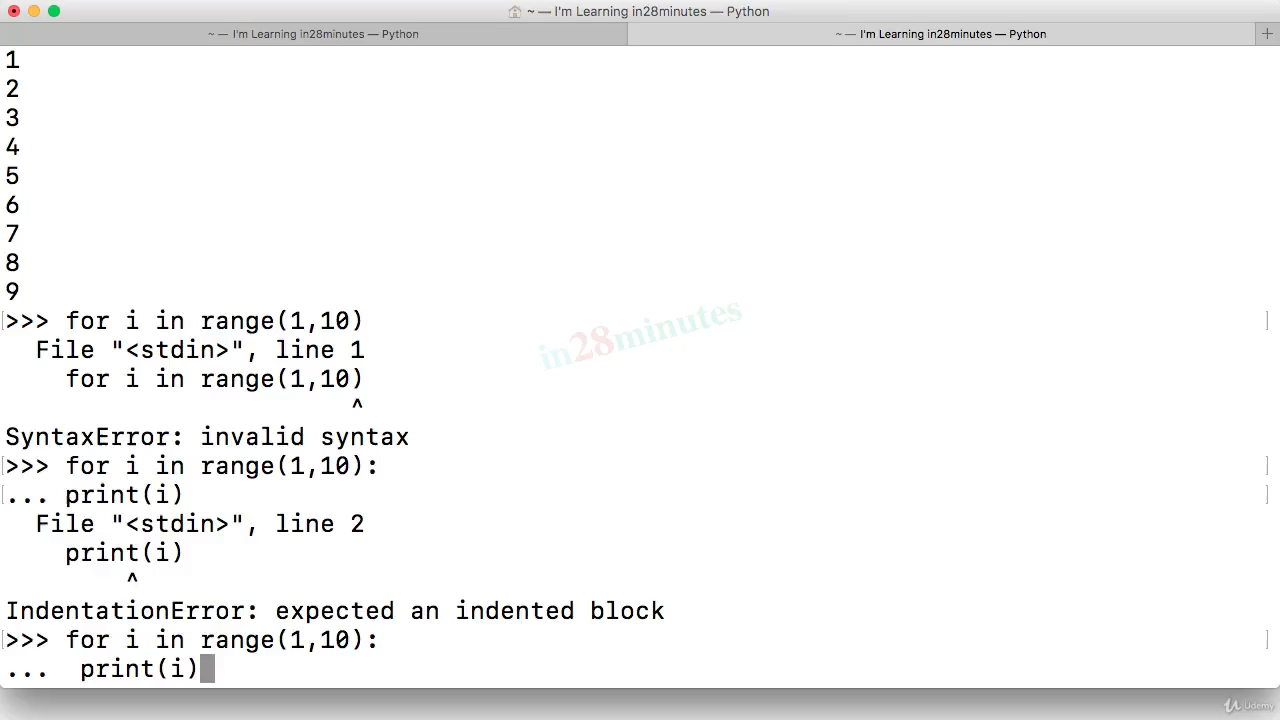 ~ — I'm Learning in28minutes — Python
~ — I'm Learning in28minutes — Python
~ — I'm Learning in28minutes — Python
+
1
2
3
4
5
6
7
8
9
>>> for i in range(1,10)
  File "<stdin>", line 1
    for i in range(1,10)
                       ^
SyntaxError: invalid syntax
>>> for i in range(1,10):
... print(i)
  File "<stdin>", line 2
    print(i)
        ^
IndentationError: expected an indented block
>>> for i in range(1,10):
...  print(i)
in28minutes
Udemy